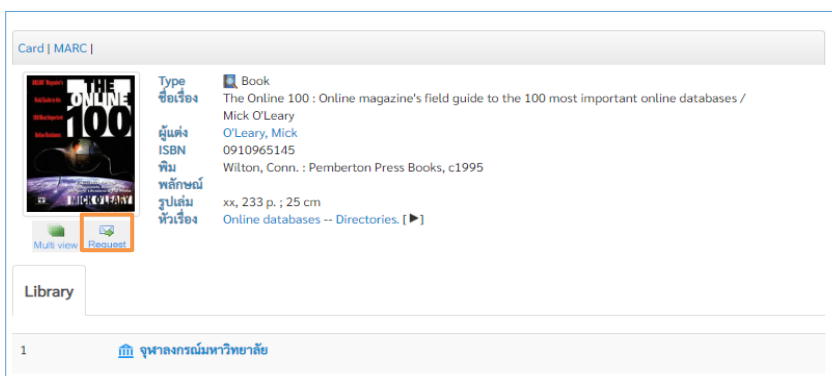 Card | MARC |
THE
ONLINE
100
MICK O'LEARY
Multi view
Request
Type Book
ชื่อเรื่อง The Online 100 : Online magazine's field guide to the 100 most important online databases /
Mick O'Leary
ผู้แต่ง O'Leary, Mick
ISBN 0910965145
พิม Wilton, Conn. : Pemberton Press Books, c1995
พลักษณ์
รูปเล่ม xx, 233 p. ; 25 cm
หัวเรื่อง Online databases -- Directories. [▶]
Library
1 จุฬาลงกรณ์มหาวิทยาลัย